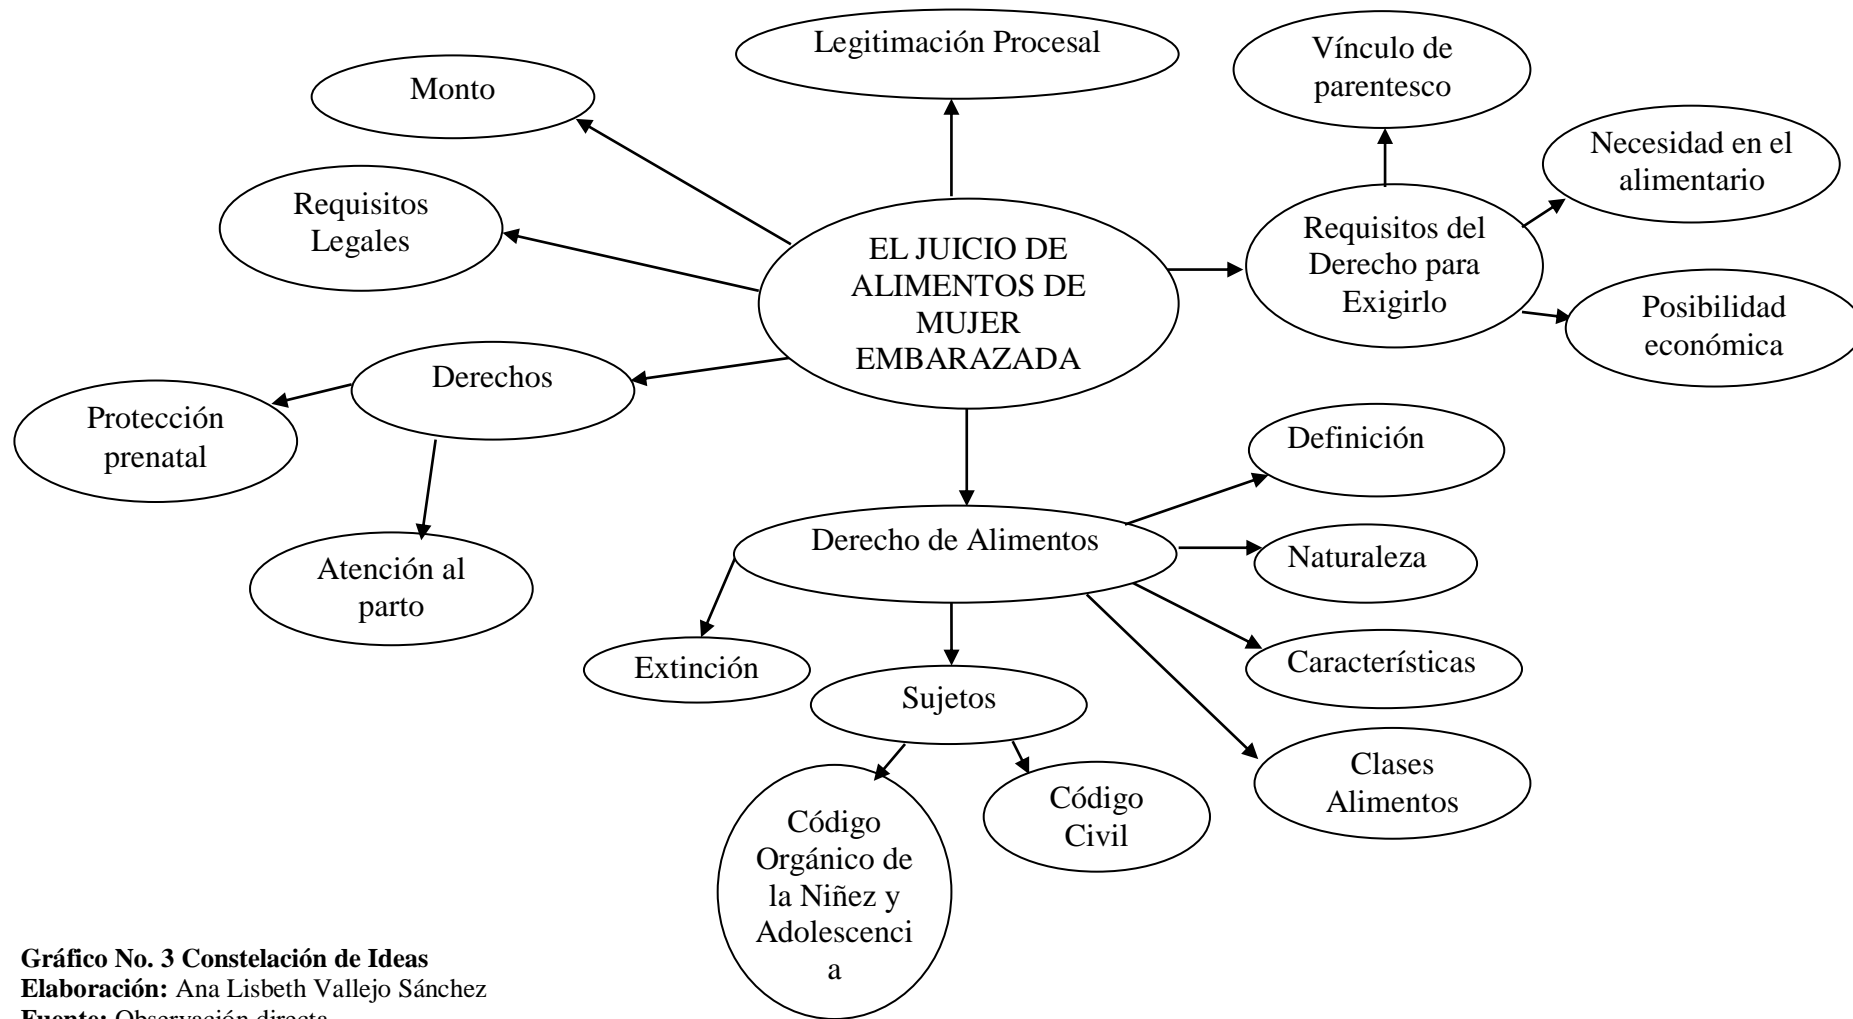 Legitimación Procesal
Vínculo de
parentesco
Monto
Necesidad en el
alimentario
Requisitos
Legales
EL JUICIO DE
ALIMENTOS DE
MUJER
EMBARAZADA
Requisitos del
Derecho para
Exigirlo
Posibilidad
económica
Derechos
Protección
prenatal
Definición
Derecho de Alimentos
Naturaleza
Atención al
parto
Extinción
Características
Sujetos
Clases
Alimentos
Código
Civil
Código
Orgánico de
la Niñez y
Adolescenci
a
Gráfico No. 3 Constelación de Ideas
Elaboración: Ana Lisbeth Vallejo Sánchez
Fuente: Observación directa